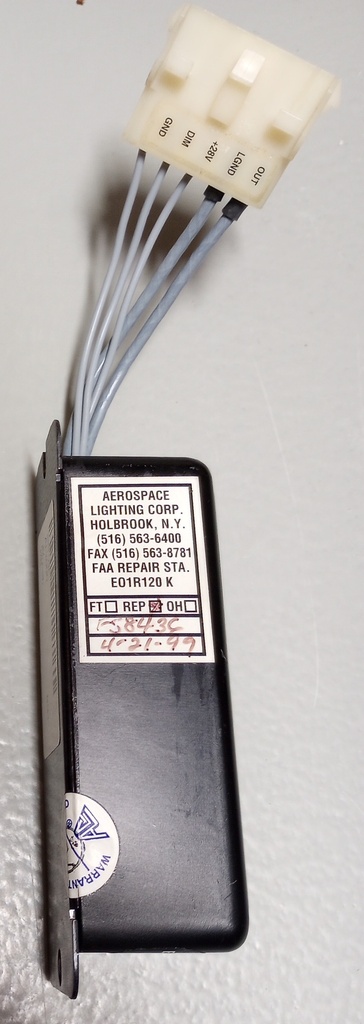 GND
DIM
+28V
LGND
OUT
AEROSPACE
LIGHTING CORP.
HOLBROOK, N.Y.
(516) 563-6400
FAX (516) 563-8781
FAA REPAIR STA.
EO1R120 K
FT REP OH
4-21-99